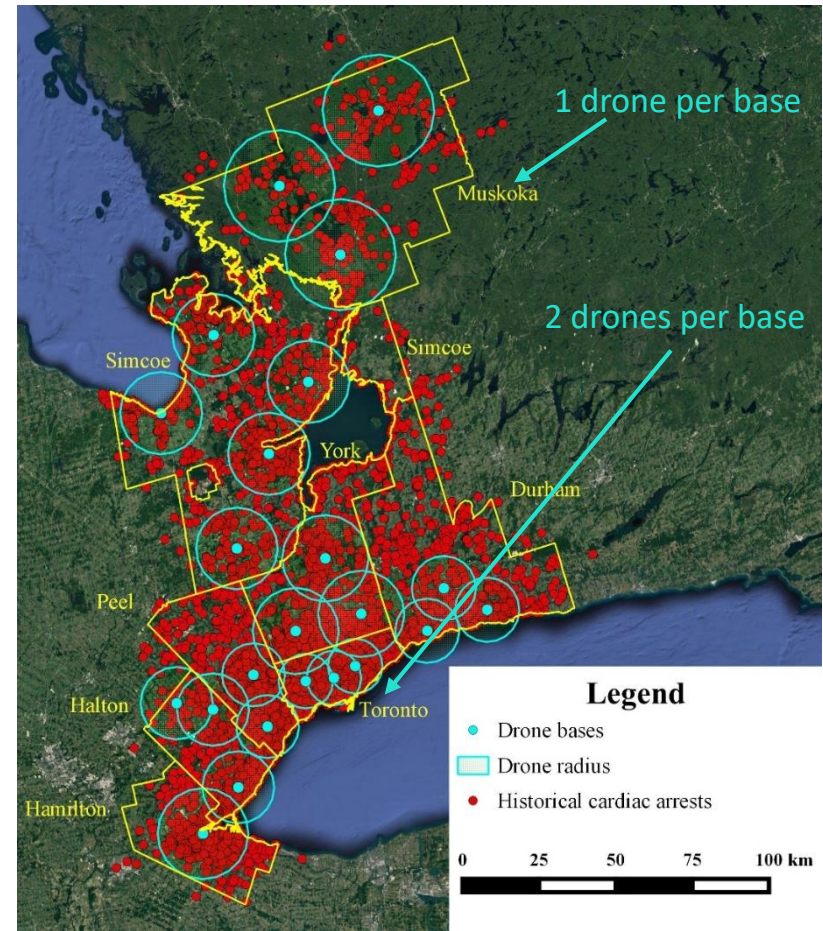 1 drone per base
Muskoka
2 drones per base
Simcoe
Simcoe
York
Durham
Peel
Halton
Toronto
Hamilton
Legend
Drone bases
Drone radius
Historical cardiac arrests
0 25 50 75 100 km